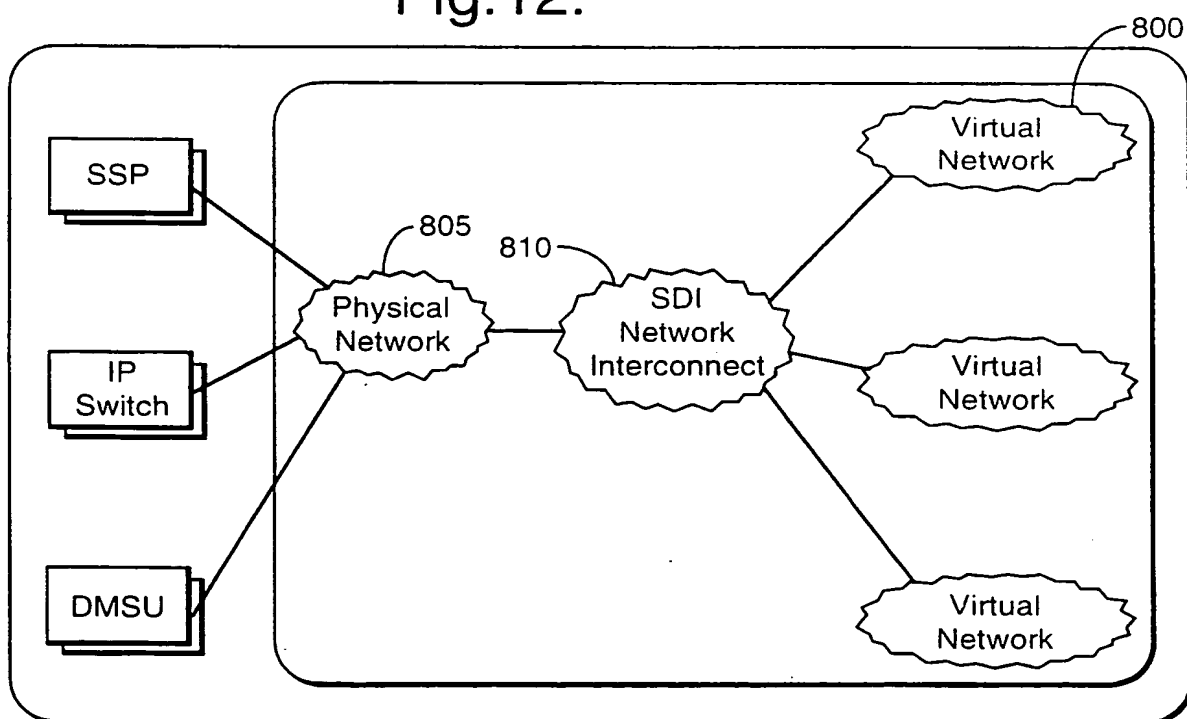 Fig.12.
800
Virtual
Network
SSP
805
810
Physical
Network
SDI
Network
Interconnect
IP
Switch
Virtual
Network
DMSU
Virtual
Network